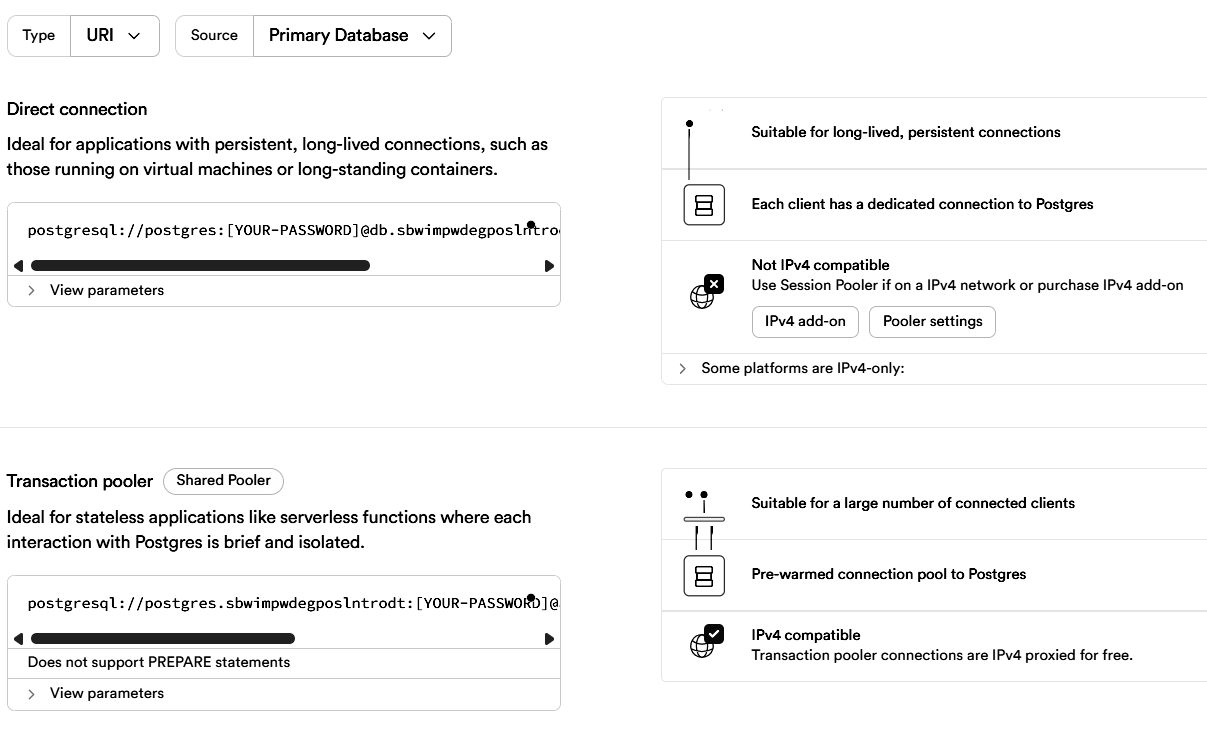 Type URI Source Primary Database
Direct connection
Ideal for applications with persistent, long-lived connections, such as
those running on virtual machines or long-standing containers.
postgresql://postgres:[YOUR-PASSWORD]@db.sbwimpwdegposlntro
View parameters
Suitable for long-lived, persistent connections
Each client has a dedicated connection to Postgres
Not IPv4 compatible
Use Session Pooler if on a IPv4 network or purchase IPv4 add-on
IPv4 add-on Pooler settings
Some platforms are IPv4-only:
Transaction pooler Shared Pooler
Ideal for stateless applications like serverless functions where each
interaction with Postgres is brief and isolated.
postgresql://postgres.sbwimpwdegposlntrodt:[YOUR-PASSWORD]@
Does not support PREPARE statements
View parameters
Suitable for a large number of connected clients
Pre-warmed connection pool to Postgres
IPv4 compatible
Transaction pooler connections are IPv4 proxied for free.